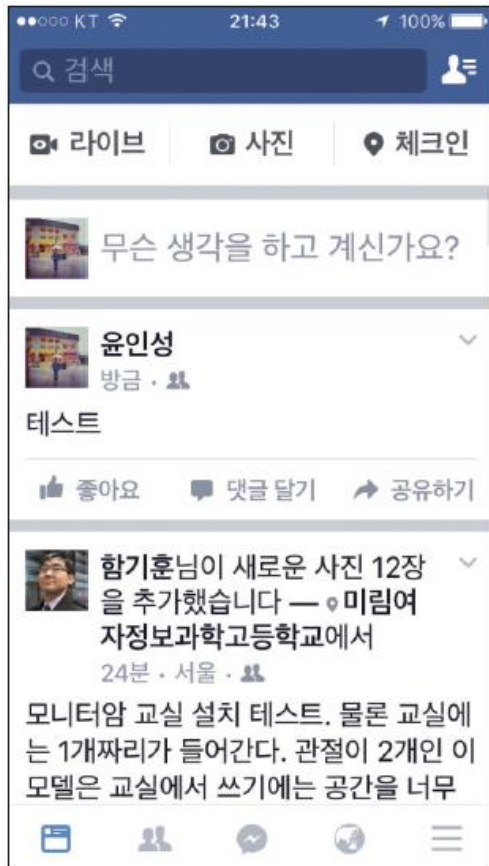 KT 21:43 100%
검색
라이브 사진 체크인
무슨 생각을 하고 계신가요?
윤인성
방금 ·
테스트
좋아요 댓글 달기 공유하기
함기훈님이 새로운 사진 12장
을 추가했습니다 — 미림여
자정보과학고등학교에서
24분 · 서울 ·
모니터암 교실 설치 테스트. 물론 교실에
는 1개짜리가 들어간다. 관절이 2개인 이
모델은 교실에서 쓰기에는 공간을 너무